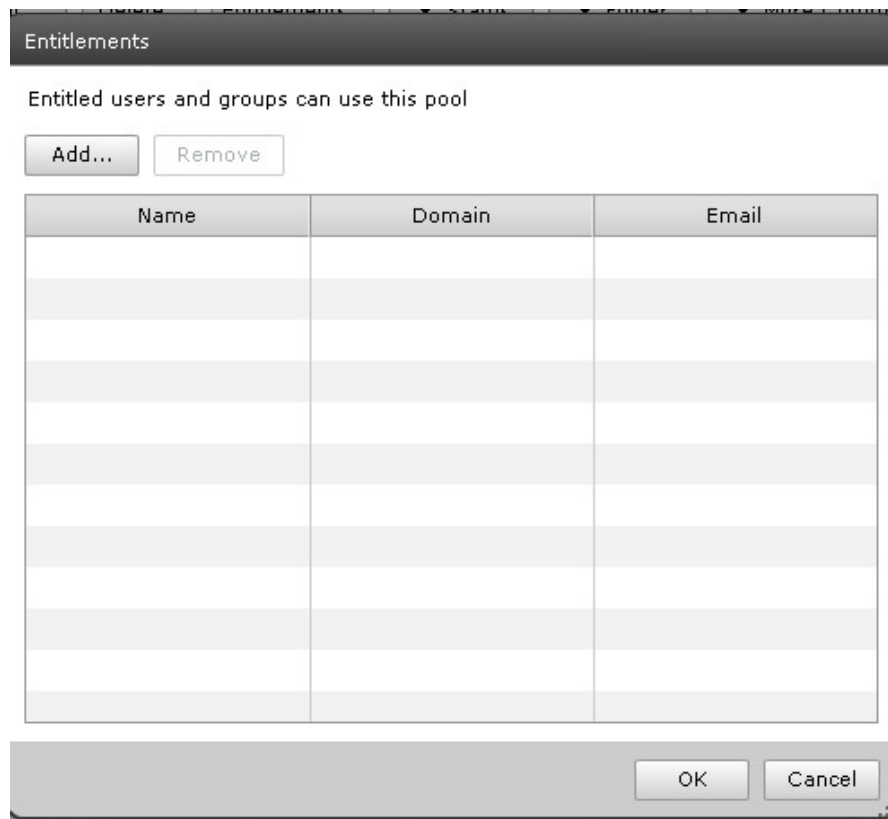 Entitlements
Entitled users and groups can use this pool
Add... Remove
Name Domain Email
OK Cancel